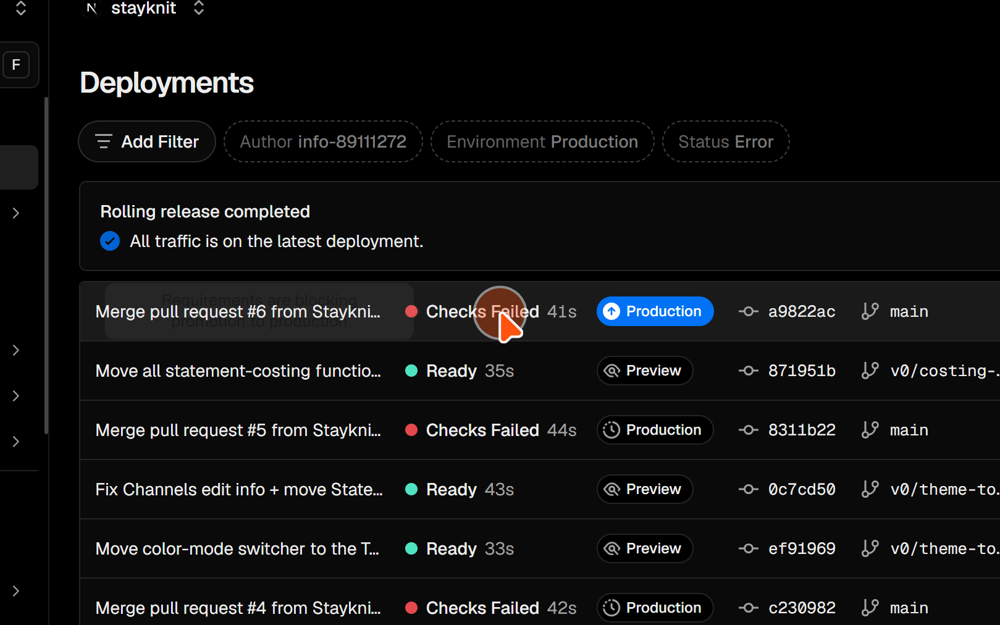 stayknit
F
Deployments
Add Filter
Author info-89111272
Environment Production
Status Error
Rolling release completed
All traffic is on the latest deployment.
Requirements are blocking
promotion to production
Merge pull request #6 from Staykni... Checks Failed 41s Production a9822ac main
Move all statement-costing functio... Ready 35s Preview 871951b v0/costing-.
Merge pull request #5 from Staykni... Checks Failed 44s Production 8311b22 main
Fix Channels edit info + move State... Ready 43s Preview 0c7cd50 v0/theme-to.
Move color-mode switcher to the T... Ready 33s Preview ef91969 v0/theme-to.
Merge pull request #4 from Staykni... Checks Failed 42s Production c230982 main